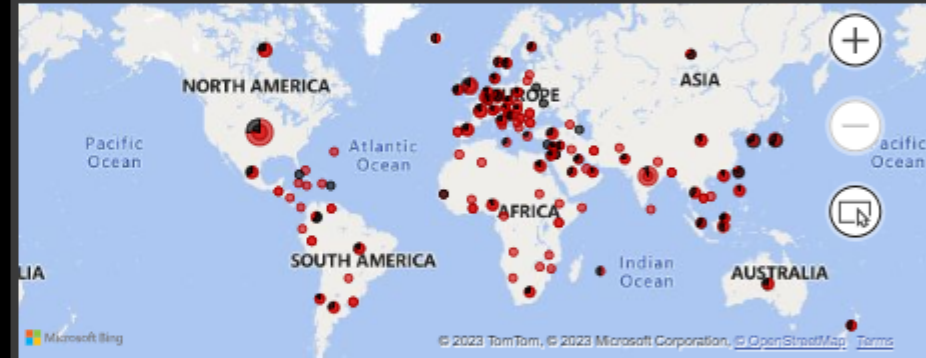 NORTH AMERICA
ASIA
EUROPE
Pacific
Ocean
Atlantic
Ocean
acific
Ocean
AFRICA
SOUTH AMERICA
Indian
Ocean
LIA
AUSTRALIA
Microsoft Bing
© 2023 TomTom, © 2023 Microsoft Corporation, © OpenStreetMap Terms